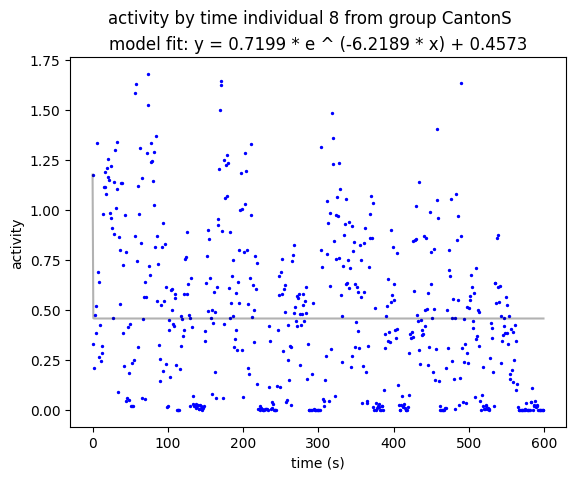 activity by time individual 8 from group CantonS
model fit: y = 0.7199 * e ^ (-6.2189 * x) + 0.4573
1.75
1.50
1.25
1.00
0.75
0.50
0.25
0.00
activity
0 100 200 300 400 500 600
time (s)